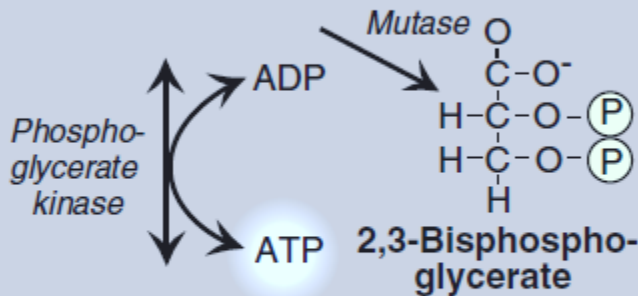 Mutase
O
C-O-
H-C-O-P
H-C-O-P
H
ADP
Phospho-
glycerate
kinase
ATP
2,3-Bisphospho-
glycerate